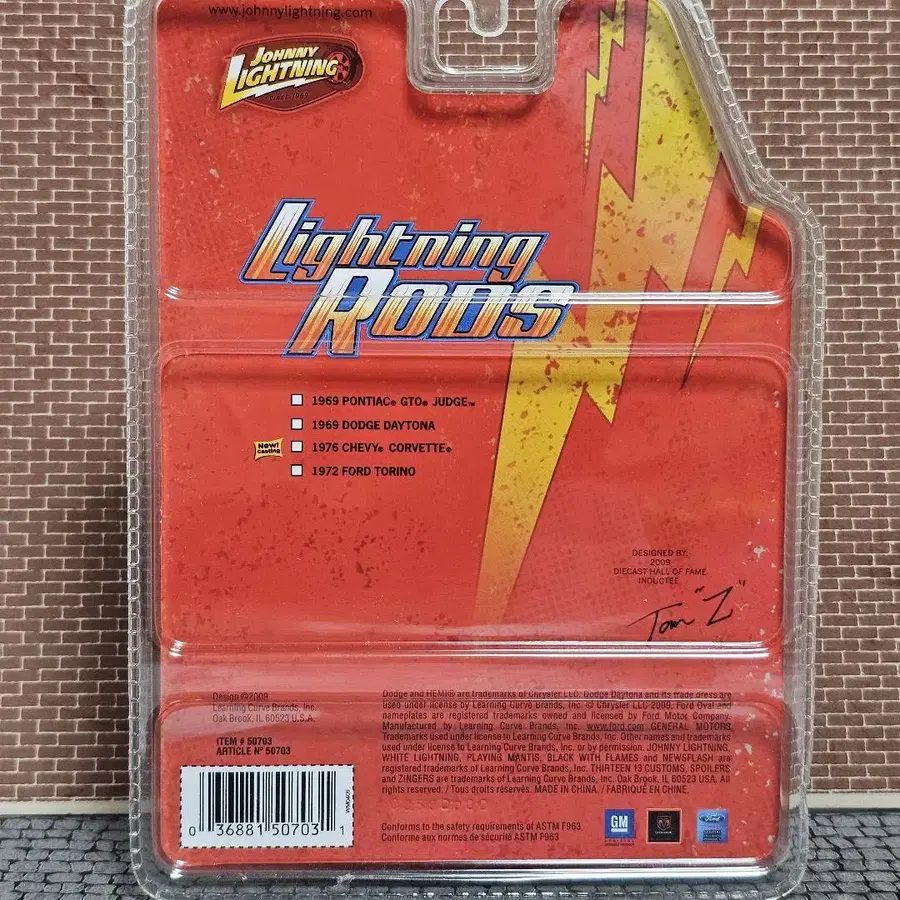 www.johnnylightning.com
JOHNNY
LIGHTNING
SINCE 1969
Lightning
RODS
1969 PONTIAC® GTO® JUDGE™
1969 DODGE DAYTONA
New!
casting
1976 CHEVY® CORVETTE®
1972 FORD TORINO
DESIGNED BY:
2009
DIECAST HALL OF FAME
INDUCTEE
Tom "Z"
Design ©2009
Learning Curve Brands, Inc.
Oak Brook, IL 60523 U.S.A.
ITEM # 50703
ARTICLE N° 50703
Dodge and HEMI® are trademarks of Chrysler LLC. Dodge Daytona and its trade dress are
used under license by Learning Curve Brands, Inc. © Chrysler LLC 2009. Ford Oval and
nameplates are registered trademarks owned and licensed by Ford Motor Company.
Manufactured by Learning Curve Brands, Inc. www.ford.com GENERAL MOTORS
Trademarks used under license to Learning Curve Brands, Inc. Other names and trademarks
used under license to Learning Curve Brands, Inc. or by permission. JOHNNY LIGHTNING,
WHITE LIGHTNING, PLAYING MANTIS, BLACK WITH FLAMES and NEWSFLASH are
registered trademarks of Learning Curve Brands, Inc. THIRTEEN 13 CUSTOMS, SPOILERS
and ZINGERS are trademarks of Learning Curve Brands, Inc. Oak Brook, IL 60523 USA. All
rights reserved. / Tous droits réservés. MADE IN CHINA. / FABRIQUÉ EN CHINE.
0 36881 50703 1
Conforms to the safety requirements of ASTM F963
Conforme aux normes de sécurité ASTM F963
GM
Ford